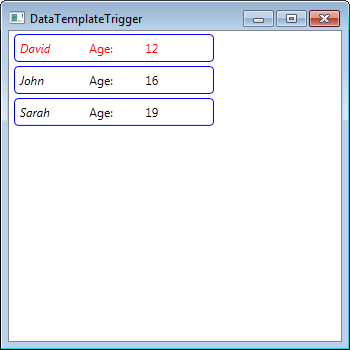 DataTemplateTrigger
David Age: 12
John Age: 16
Sarah Age: 19